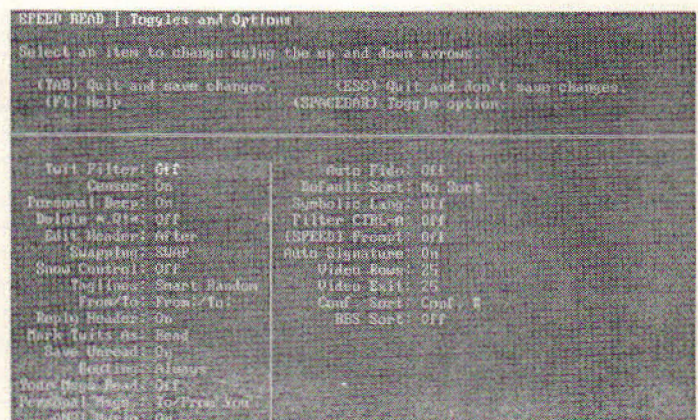 SPEED READ | Toggles and Options
Select an item to change using the up and down arrows.
(TAB) Quit and save changes. (ESC) Quit and don't save changes.
(F1) Help (SPACEBAR) Toggle option
Twit Filter: Off
Censor: On
Personal Beep: On
Delete *.QL*: Off
Edit Header: After
Swapping: SWAP
Snow Control: Off
Taglines: Smart Random
From/To: From:/To:
Reply Header: On
Mark Twits As: Read
Save Unread: On
Always
Your Msgs Read: Off
Personal Msgs.: To/From You
On
Auto Fido: Off
Default Sort: No Sort
Symbolic Lang: Off
Filter CTRL-A: Off
[SPEED] Prompt: Off
Auto Signature: On
Video Rows: 25
Video Exit: 25
Conf. Sort: Conf. #
BBS Sort: Off